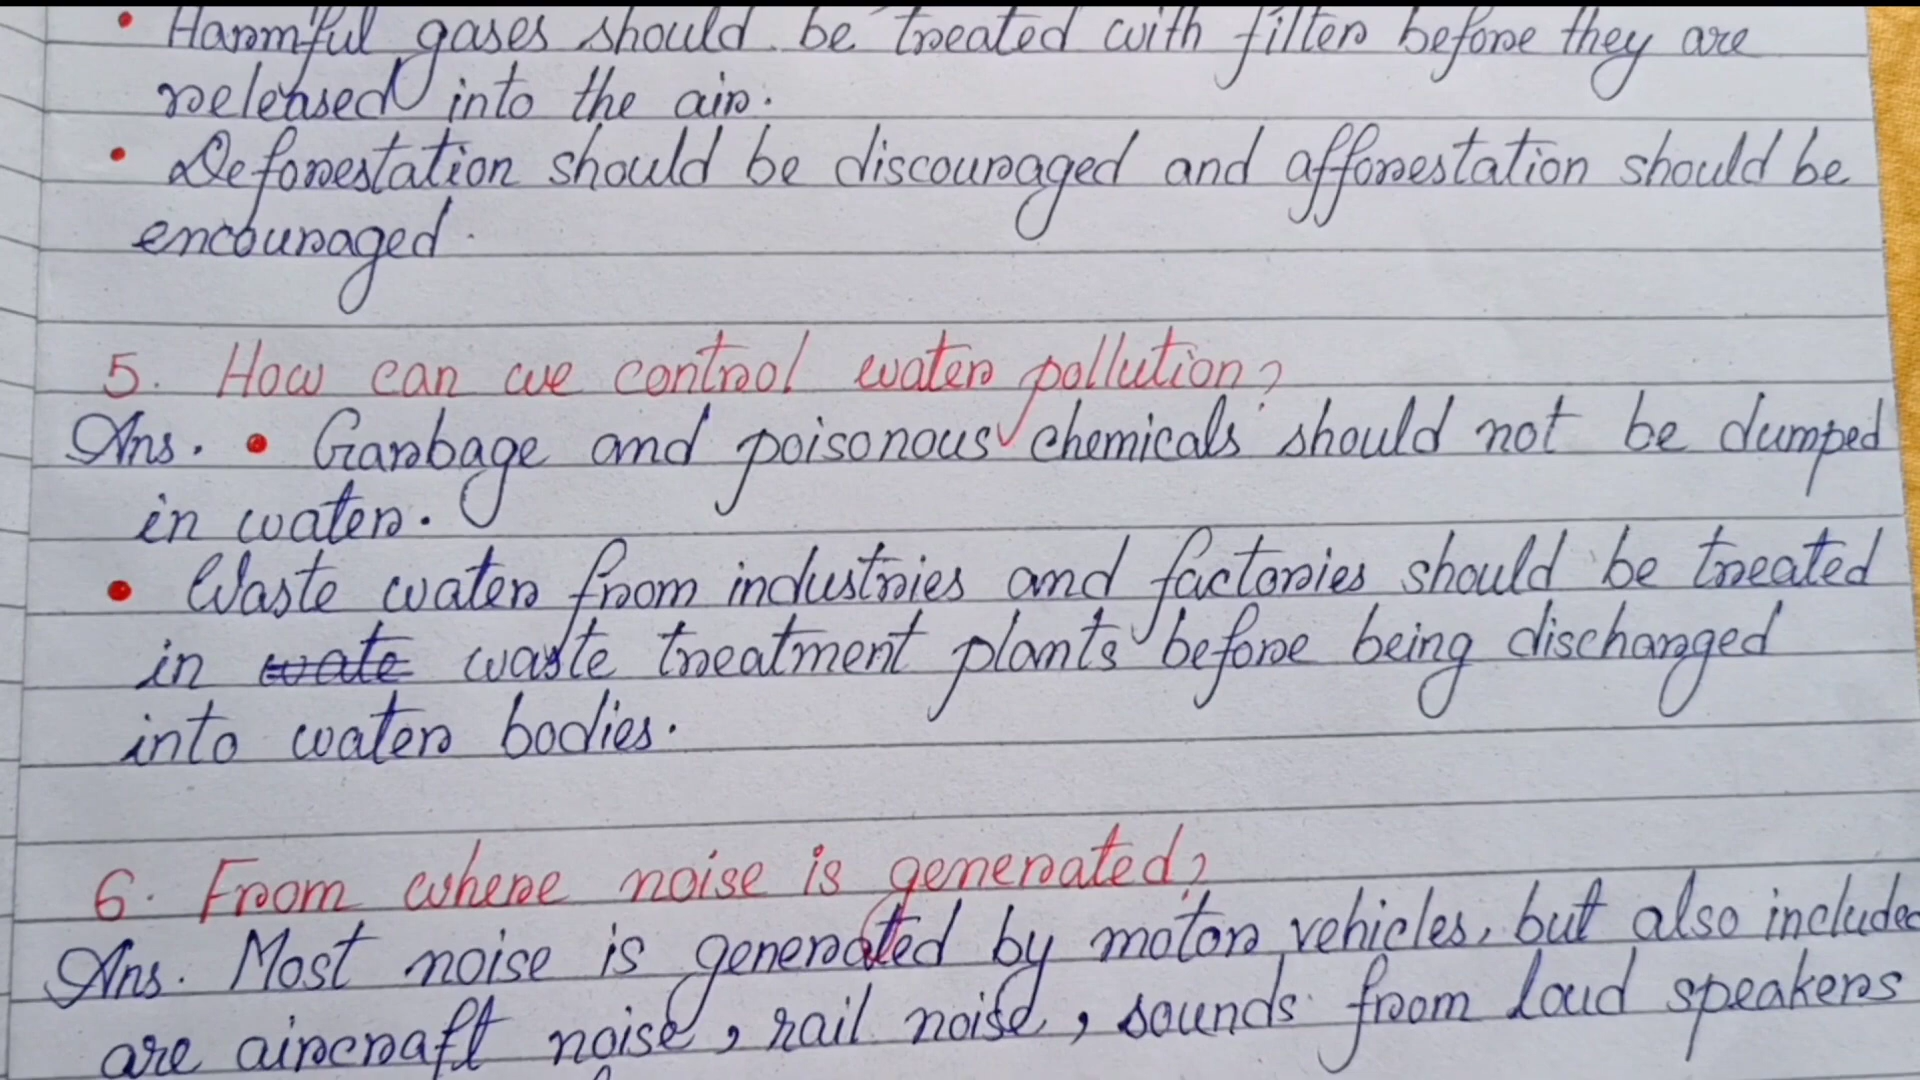 • Harmful gases should be treated with filter before they are
released into the air.
• Deforestation should be discouraged and afforestation should be
encouraged.
5. How can we control water pollution?
Ans. • Garbage and poisonous chemicals should not be dumped
in water.
• Waste water from industries and factories should be treated
in wate waste treatment plants before being discharged
into water bodies.
6. From where noise is generated?
Ans. Most noise is generated by motor vehicles, but also included
are aircraft noise, rail noise, sounds from loud speakers